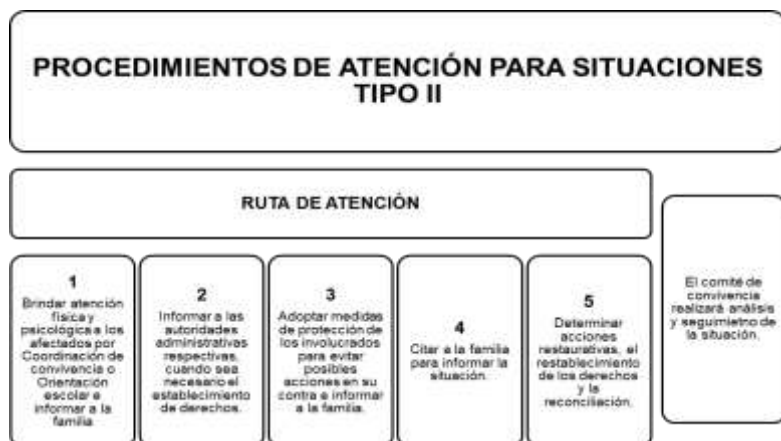 PROCEDIMIENTOS DE ATENCIÓN PARA SITUACIONES
TIPO II
RUTA DE ATENCIÓN
1
Brindar atención
física y
psicológica a los
afectados por
Coordinación de
convivencia o
Orientación
escolar e
informar a la
familia
2
Informar a las
autoridades
administrativas
respectivas,
cuando sea
necesario el
establecimiento
de derechos.
3
Adoptar medidas
de protección de
los involucrados
para evitar
posibles
acciones en su
contra e informar
a la familia.
4
Citar a la familia
para informar la
situación.
5
Determinar
acciones
restaurativas, el
restablecimiento
de los derechos
y la
reconciliación.
El comité de
convivencia
realizará análisis
y seguimietno de
la situación.